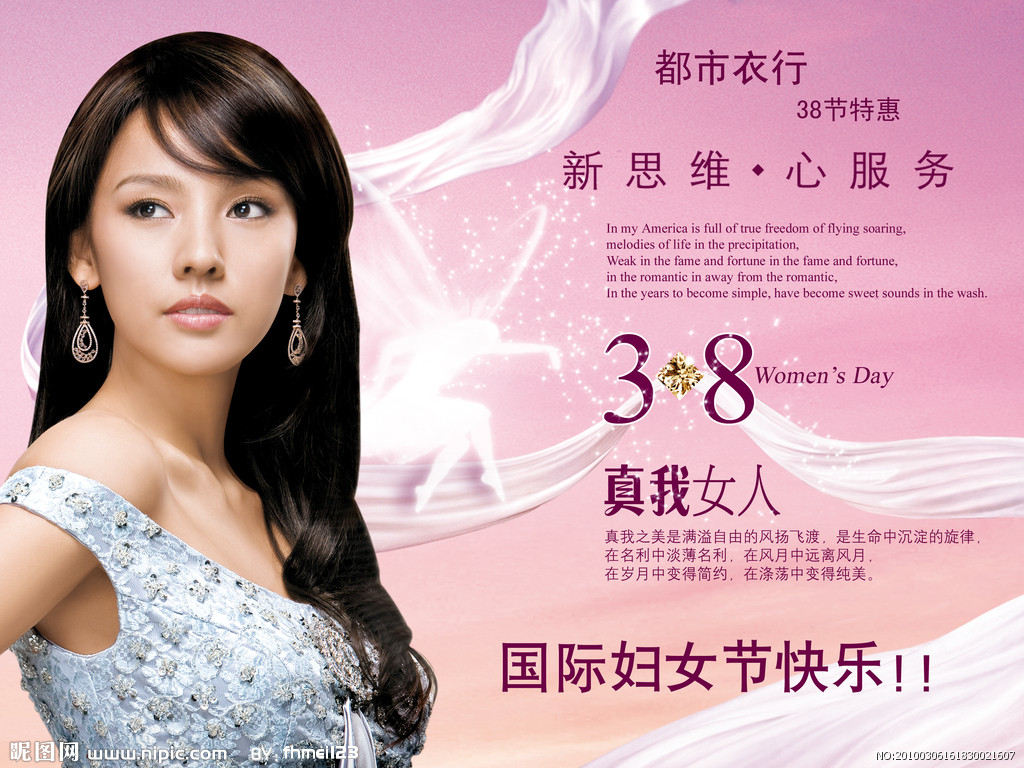 都市衣行
38节特惠
新思维·心服务
In my America is full of true freedom of flying soaring,
melodies of life in the precipitation,
Weak in the fame and fortune in the fame and fortune,
in the romantic in away from the romantic,
In the years to become simple, have become sweet sounds in the wash.
3 8 Women's Day
真我女人
真我之美是满溢自由的风扬飞渡，是生命中沉淀的旋律，
在名利中淡薄名利，在风月中远离风月，
在岁月中变得简约，在涤荡中变得纯美。
国际妇女节快乐!!
昵图网 www.nipic.com BY: fhmeil23
NO:20100306161830021607